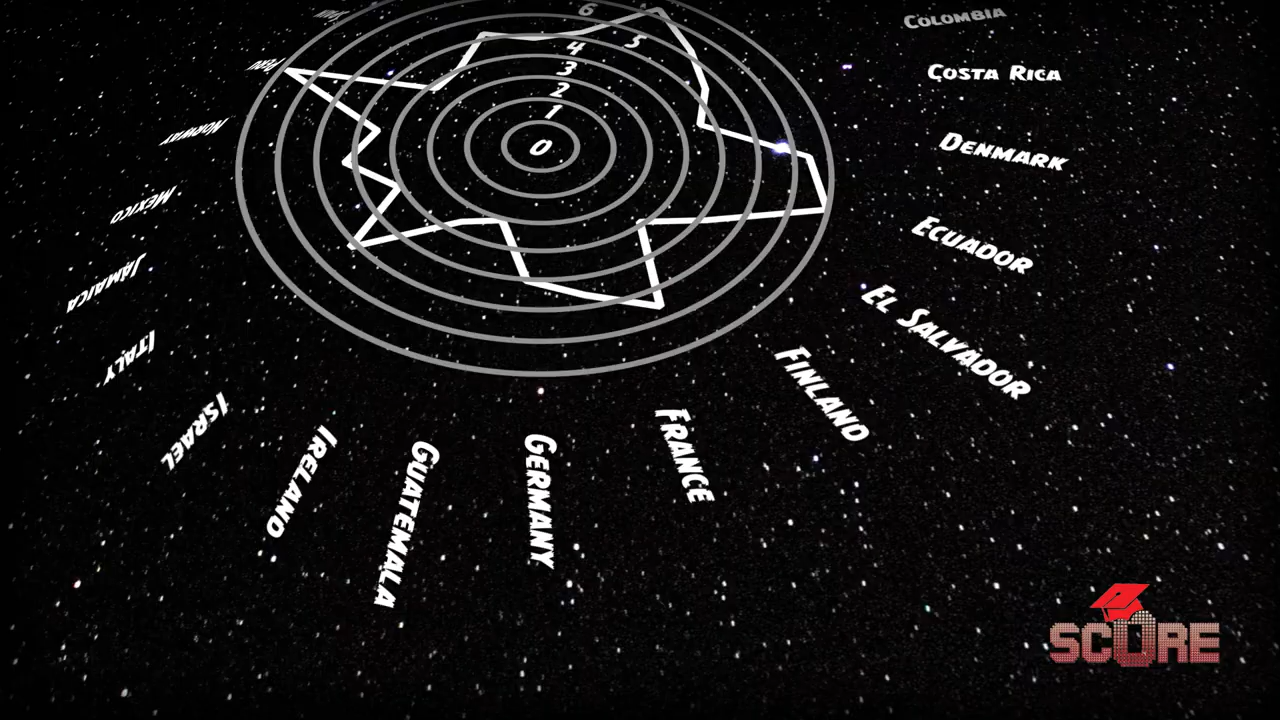 6
5
4
3
2
1
0
Colombia
Costa Rica
Denmark
Ecuador
El Salvador
Finland
France
Germany
Guatemala
Ireland
Israel
Italy
Jamaica
Mexico
Norway
Peru
SCORE